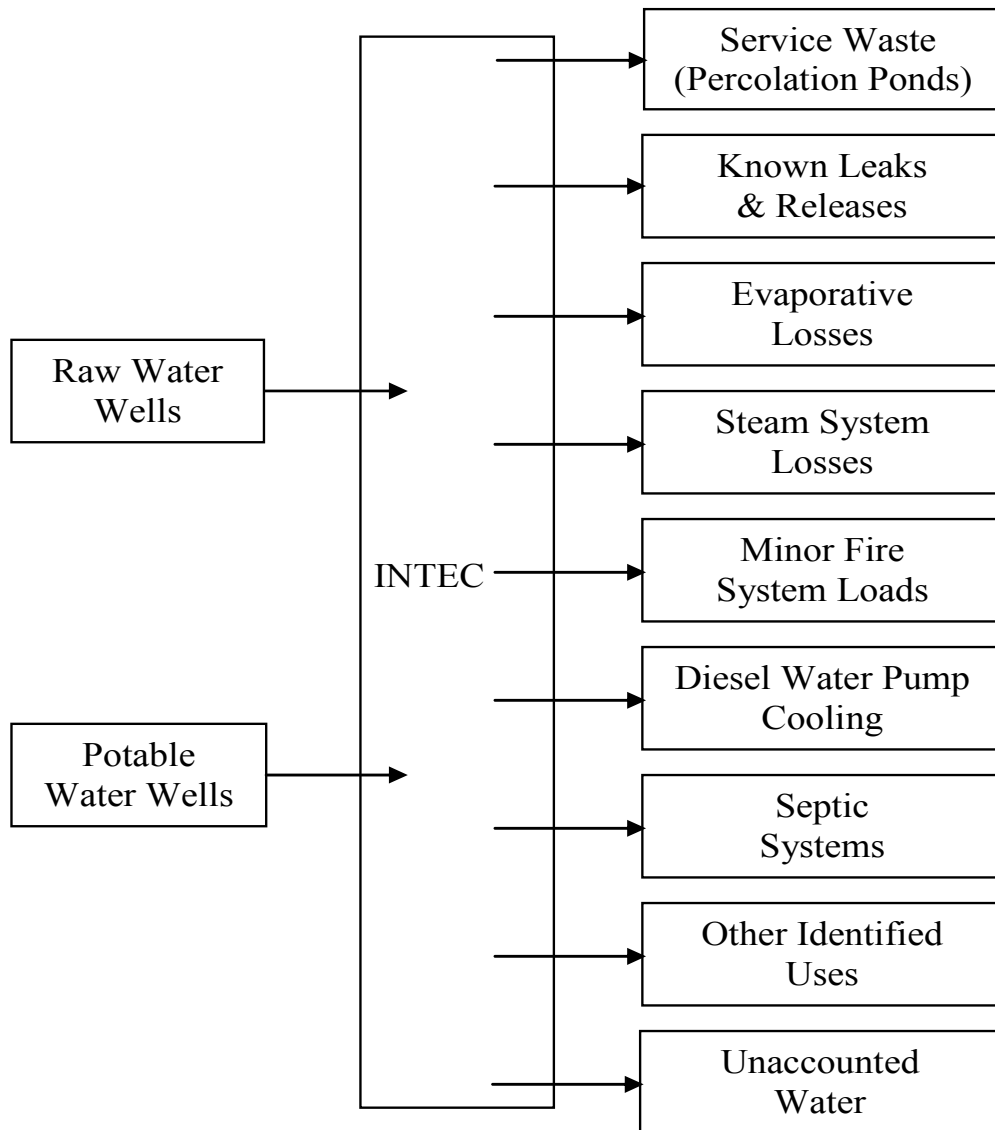 Raw Water
Wells
Potable
Water Wells
INTEC
Service Waste
(Percolation Ponds)
Known Leaks
& Releases
Evaporative
Losses
Steam System
Losses
Minor Fire
System Loads
Diesel Water Pump
Cooling
Septic
Systems
Other Identified
Uses
Unaccounted
Water